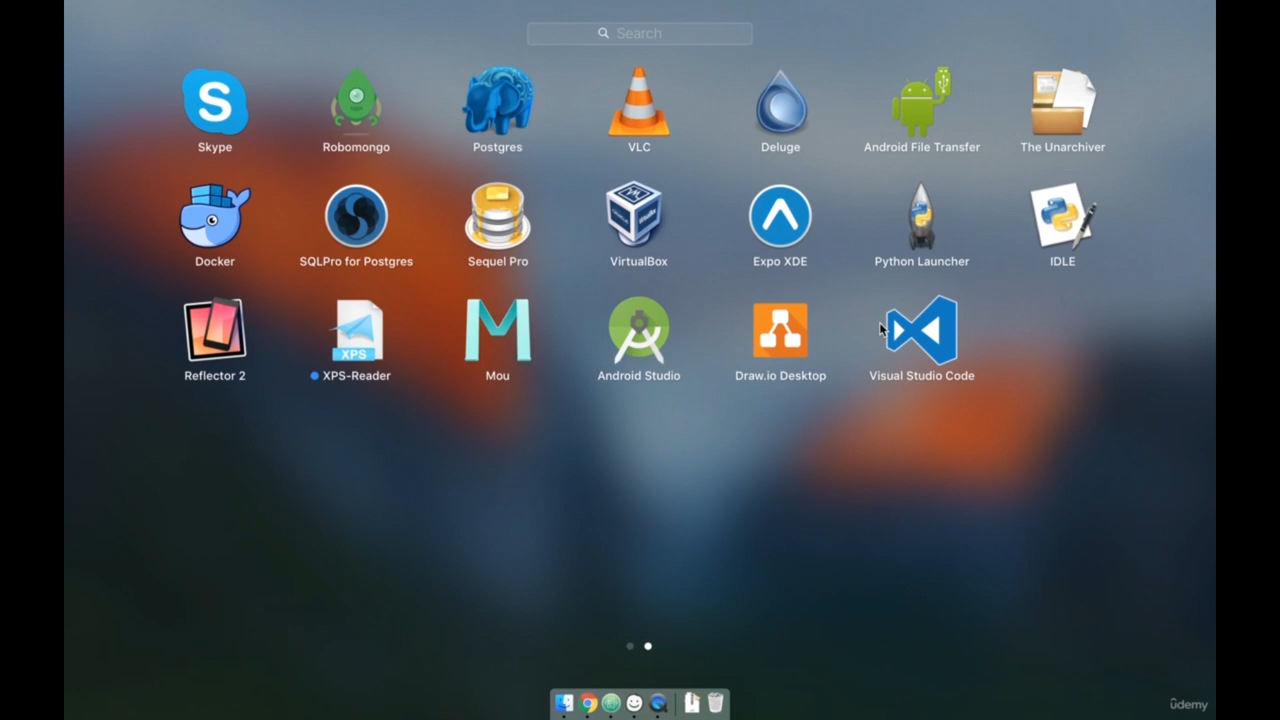 Search
Skype
Robomongo
Postgres
VLC
Deluge
Android File Transfer
The Unarchiver
Docker
SQLPro for Postgres
Sequel Pro
VirtualBox
Expo XDE
Python Launcher
IDLE
XPS
Reflector 2
XPS-Reader
Mou
Android Studio
Draw.io Desktop
Visual Studio Code
udemy